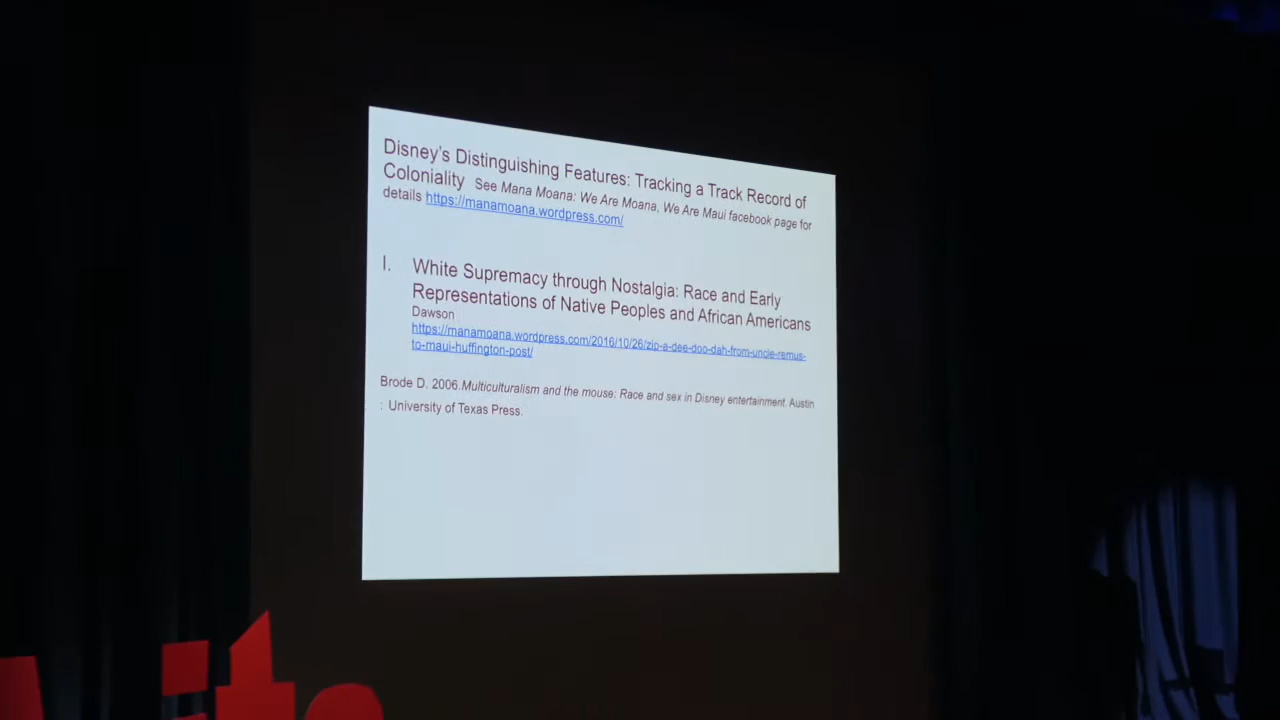 Disney's Distinguishing Features: Tracking a Track Record of
Coloniality See Mana Moana: We Are Moana, We Are Maui facebook page for
details https://manamoana.wordpress.com/
I. White Supremacy through Nostalgia: Race and Early
Representations of Native Peoples and African Americans
Dawson
https://manamoana.wordpress.com/2016/10/26/zip-a-dee-doo-dah-from-uncle-remus-
to-maui-huffington-post/
Brode D. 2006.Multiculturalism and the mouse: Race and sex in Disney entertainment. Austin
: University of Texas Press.